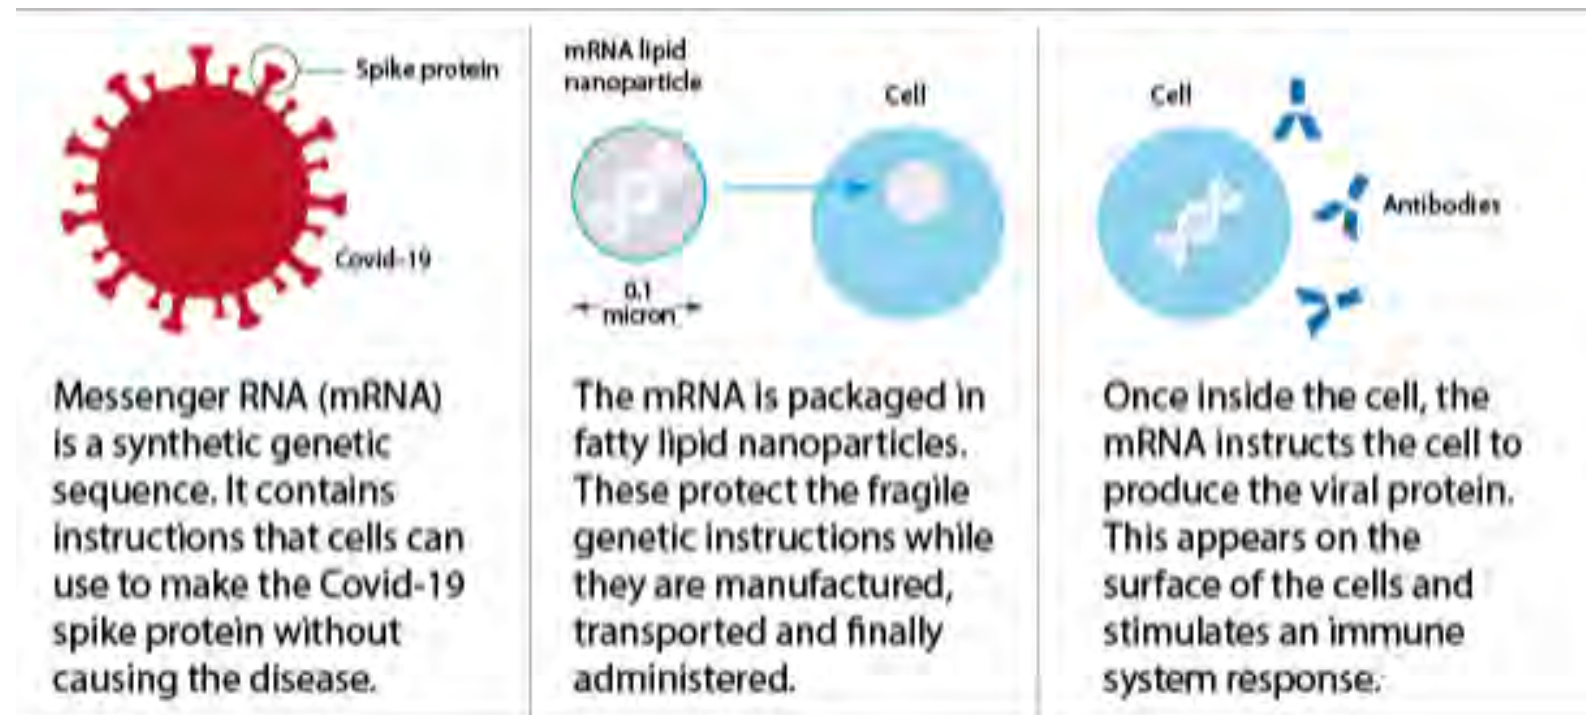 Spike protein
Covid-19
Messenger RNA (mRNA)
is a synthetic genetic
sequence. It contains
instructions that cells can
use to make the Covid-19
spike protein without
causing the disease.
mRNA lipid
nanoparticle
Cell
0.1
micron
The mRNA is packaged in
fatty lipid nanoparticles.
These protect the fragile
genetic instructions while
they are manufactured,
transported and finally
administered.
Cell
Antibodies
Once inside the cell, the
mRNA instructs the cell to
produce the viral protein.
This appears on the
surface of the cells and
stimulates an immune
system response.